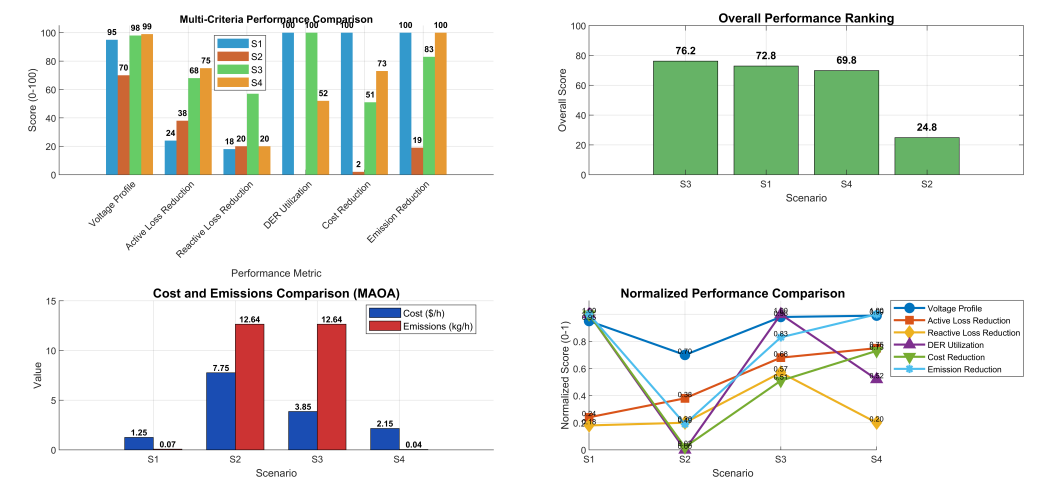 Multi-Criteria Performance Comparison
Score (0-100)
100
80
60
40
20
0
95
70
98
99
24
38
68
75
18
20
20
100
100
52
100
2
51
73
100
19
83
100
S1
S2
S3
S4
Voltage Profile
Active Loss Reduction
Reactive Loss Reduction
DER Utilization
Cost Reduction
Emission Reduction
Performance Metric
Overall Performance Ranking
Overall Score
100
80
60
40
20
0
76.2
72.8
69.8
24.8
S3
S1
S4
S2
Scenario
Cost and Emissions Comparison (MAOA)
Value
15
10
5
0
Cost ($/h)
Emissions (kg/h)
1.25
0.07
7.75
12.64
3.85
12.64
2.15
0.04
S1
S2
S3
S4
Scenario
Normalized Performance Comparison
Normalized Score (0-1)
0.8
0.6
0.4
0.2
0
0.95
0.70
0.24
0.18
0.38
0.83
0.68
0.57
0.51
0.75
0.52
0.20
S1
S2
S3
S4
Scenario
Voltage Profile
Active Loss Reduction
Reactive Loss Reduction
DER Utilization
Cost Reduction
Emission Reduction